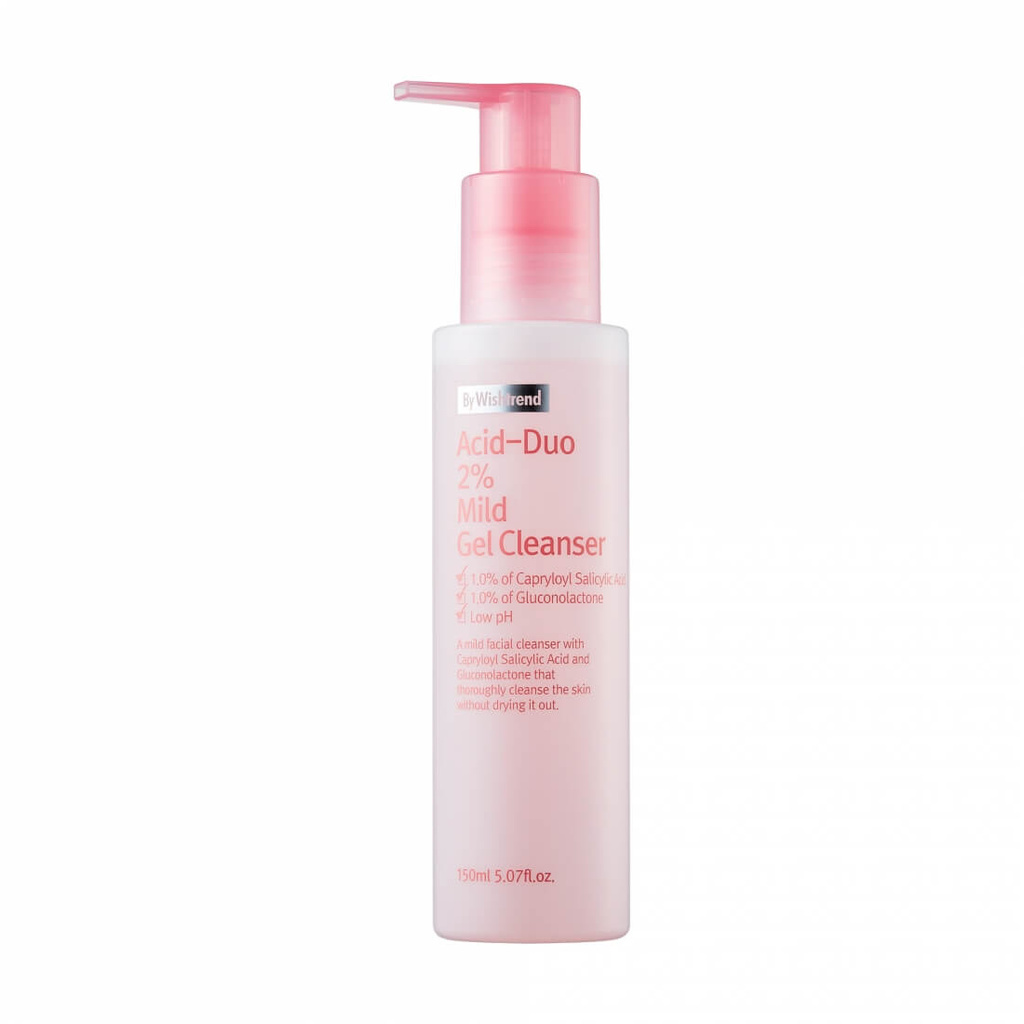 By Wishtrend
Acid-Duo
2%
Mild
Gel Cleanser
1.0% of Capryloyl Salicylic Acid
1.0% of Gluconolactone
Low pH
A mild facial cleanser with
Capryloyl Salicylic Acid and
Gluconolactone that
thoroughly cleanse the skin
without drying it out.
150ml 5.07fl.oz.